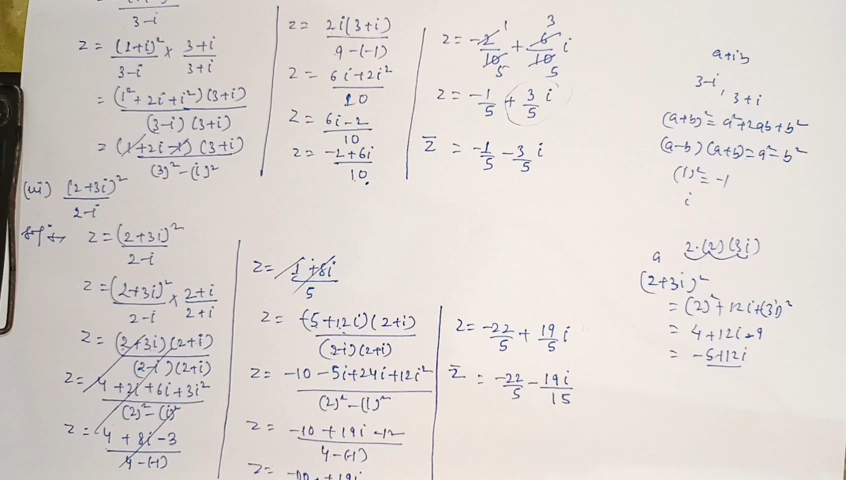 3-i
z = (1+i)² × 3+i
3-i 3+i
= (1²+2i+i²)(3+i)
(3-i)(3+i)
= (1+2i-1)(3+i)
(3)²-(i)²
z = 2i(3+i)
9-(-1)
z = 6i+2i²
10
z = 6i-2
10
z = -2+6i
10
z = -2 + 6 i
10 10
1 3
5 5
z = -1 + 3 i
5 5
z̅ = -1 - 3 i
5 5
a+ib
3-i, 3+i
(a+b)² = a²+2ab+b²
(a-b)(a+b) = a²-b²
(i)² = -1
i
(vii) (2+3i)²
2-i
z = (2+3i)²
2-i
z = (2+3i)² × 2+i
2-i 2+i
z = (2+3i)(2+i)
(2-i)(2+i)
z = 4+2i+6i+3i²
(2)²-(i)²
z = 4+8i-3
4-(-1)
z = 1+8i
5
z = (-5+12i)(2+i)
(2-i)(2+i)
z = -10-5i+24i+12i²
(2)²-(i)²
z = -10+19i-12
4-(-1)
z = -22 + 19 i
5 5
z̅ = -22 - 19i
5 15
a 2·(2)(3i)
(2+3i)²
= (2)²+12i+(3i)²
= 4+12i-9
= -5+12i